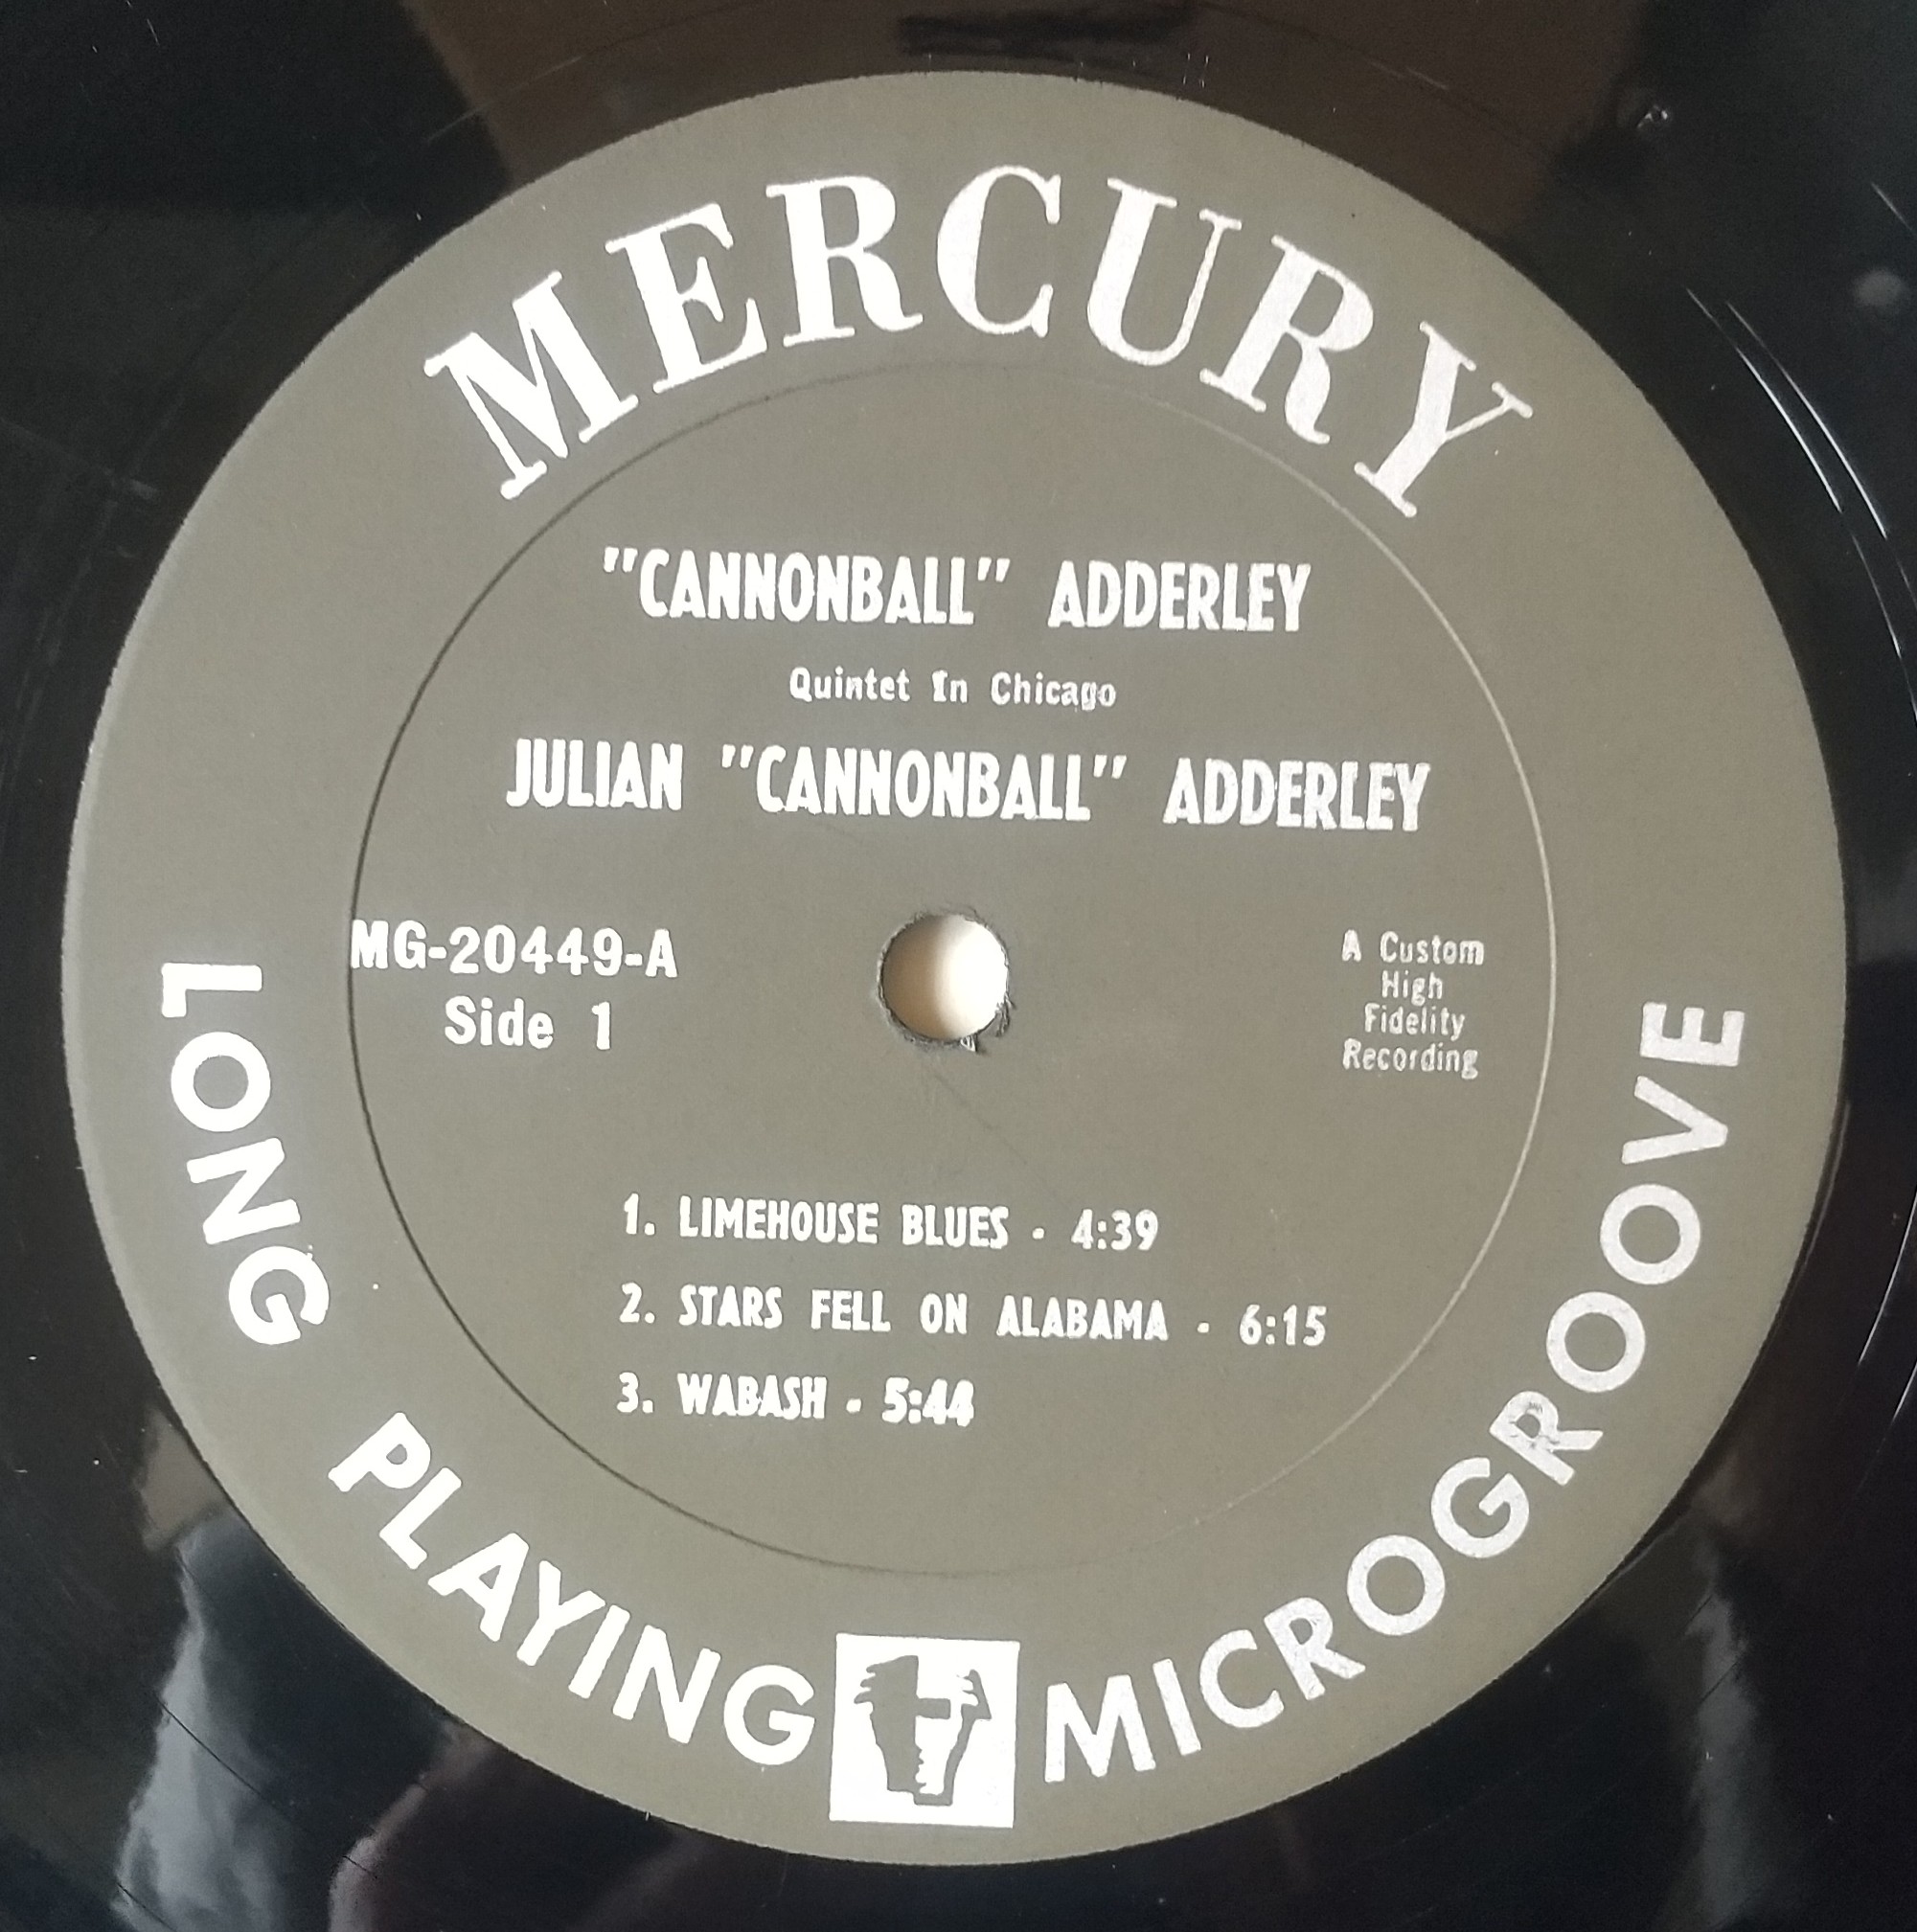 MERCURY
"CANNONBALL" ADDERLEY
Quintet In Chicago
JULIAN "CANNONBALL" ADDERLEY
MG-20449-A
Side 1
A Custom
High
Fidelity
Recording
1. LIMEHOUSE BLUES - 4:39
2. STARS FELL ON ALABAMA - 6:15
3. WABASH - 5:44
LONG PLAYING MICROGROOVE